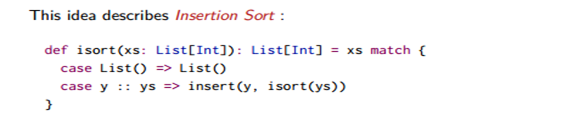 This idea describes Insertion Sort :
def isort(xs: List[Int]): List[Int] = xs match {
case List() => List()
case y :: ys => insert(y, isort(ys))
}